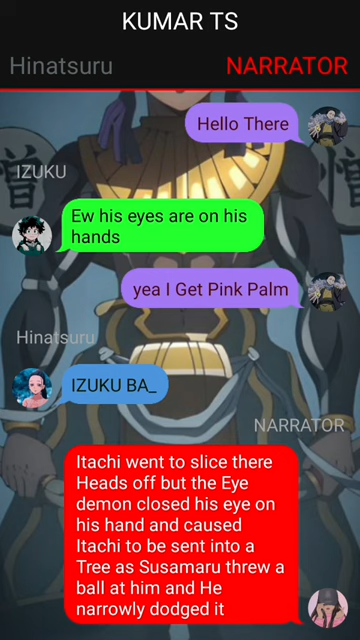 KUMAR TS
Hinatsuru
NARRATOR
Hello There
IZUKU
Ew his eyes are on his
hands
yea I Get Pink Palm
Hinatsuru
IZUKU BA_
NARRATOR
Itachi went to slice there
Heads off but the Eye
demon closed his eye on
his hand and caused
Itachi to be sent into a
Tree as Susamaru threw a
ball at him and He
narrowly dodged it